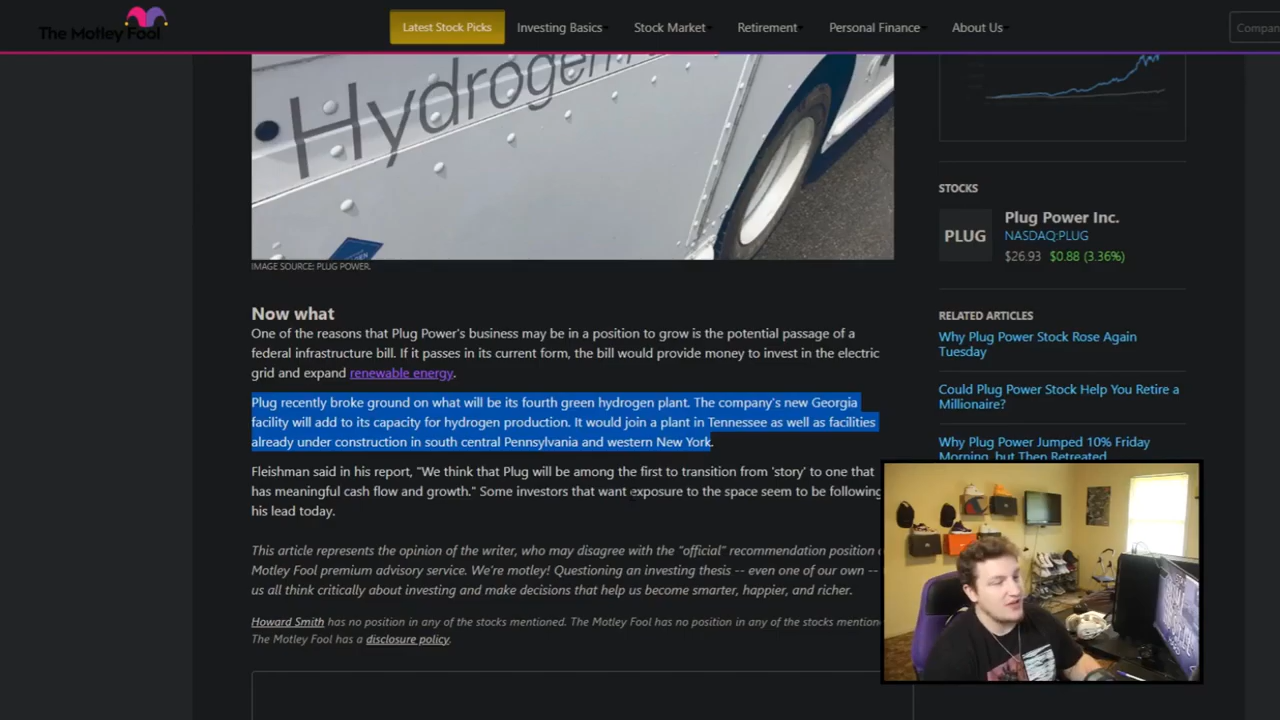 The Motley Fool
Latest Stock Picks
Investing Basics
Stock Market
Retirement
Personal Finance
About Us
Compan
Hydrogen
IMAGE SOURCE: PLUG POWER.
Now what
One of the reasons that Plug Power's business may be in a position to grow is the potential passage of a
federal infrastructure bill. If it passes in its current form, the bill would provide money to invest in the electric
grid and expand renewable energy.
Plug recently broke ground on what will be its fourth green hydrogen plant. The company's new Georgia
facility will add to its capacity for hydrogen production. It would join a plant in Tennessee as well as facilities
already under construction in south central Pennsylvania and western New York.
Fleishman said in his report, "We think that Plug will be among the first to transition from 'story' to one that
has meaningful cash flow and growth." Some investors that want exposure to the space seem to be following
his lead today.
This article represents the opinion of the writer, who may disagree with the "official" recommendation position
Motley Fool premium advisory service. We're motley! Questioning an investing thesis -- even one of our own --
us all think critically about investing and make decisions that help us become smarter, happier, and richer.
Howard Smith has no position in any of the stocks mentioned. The Motley Fool has no position in any of the stocks
The Motley Fool has a disclosure policy.
STOCKS
PLUG
Plug Power Inc.
NASDAQ:PLUG
$26.93 $0.88 (3.36%)
RELATED ARTICLES
Why Plug Power Stock Rose Again
Tuesday
Could Plug Power Stock Help You Retire a
Millionaire?
Why Plug Power Jumped 10% Friday
Morning, but Then Retreated